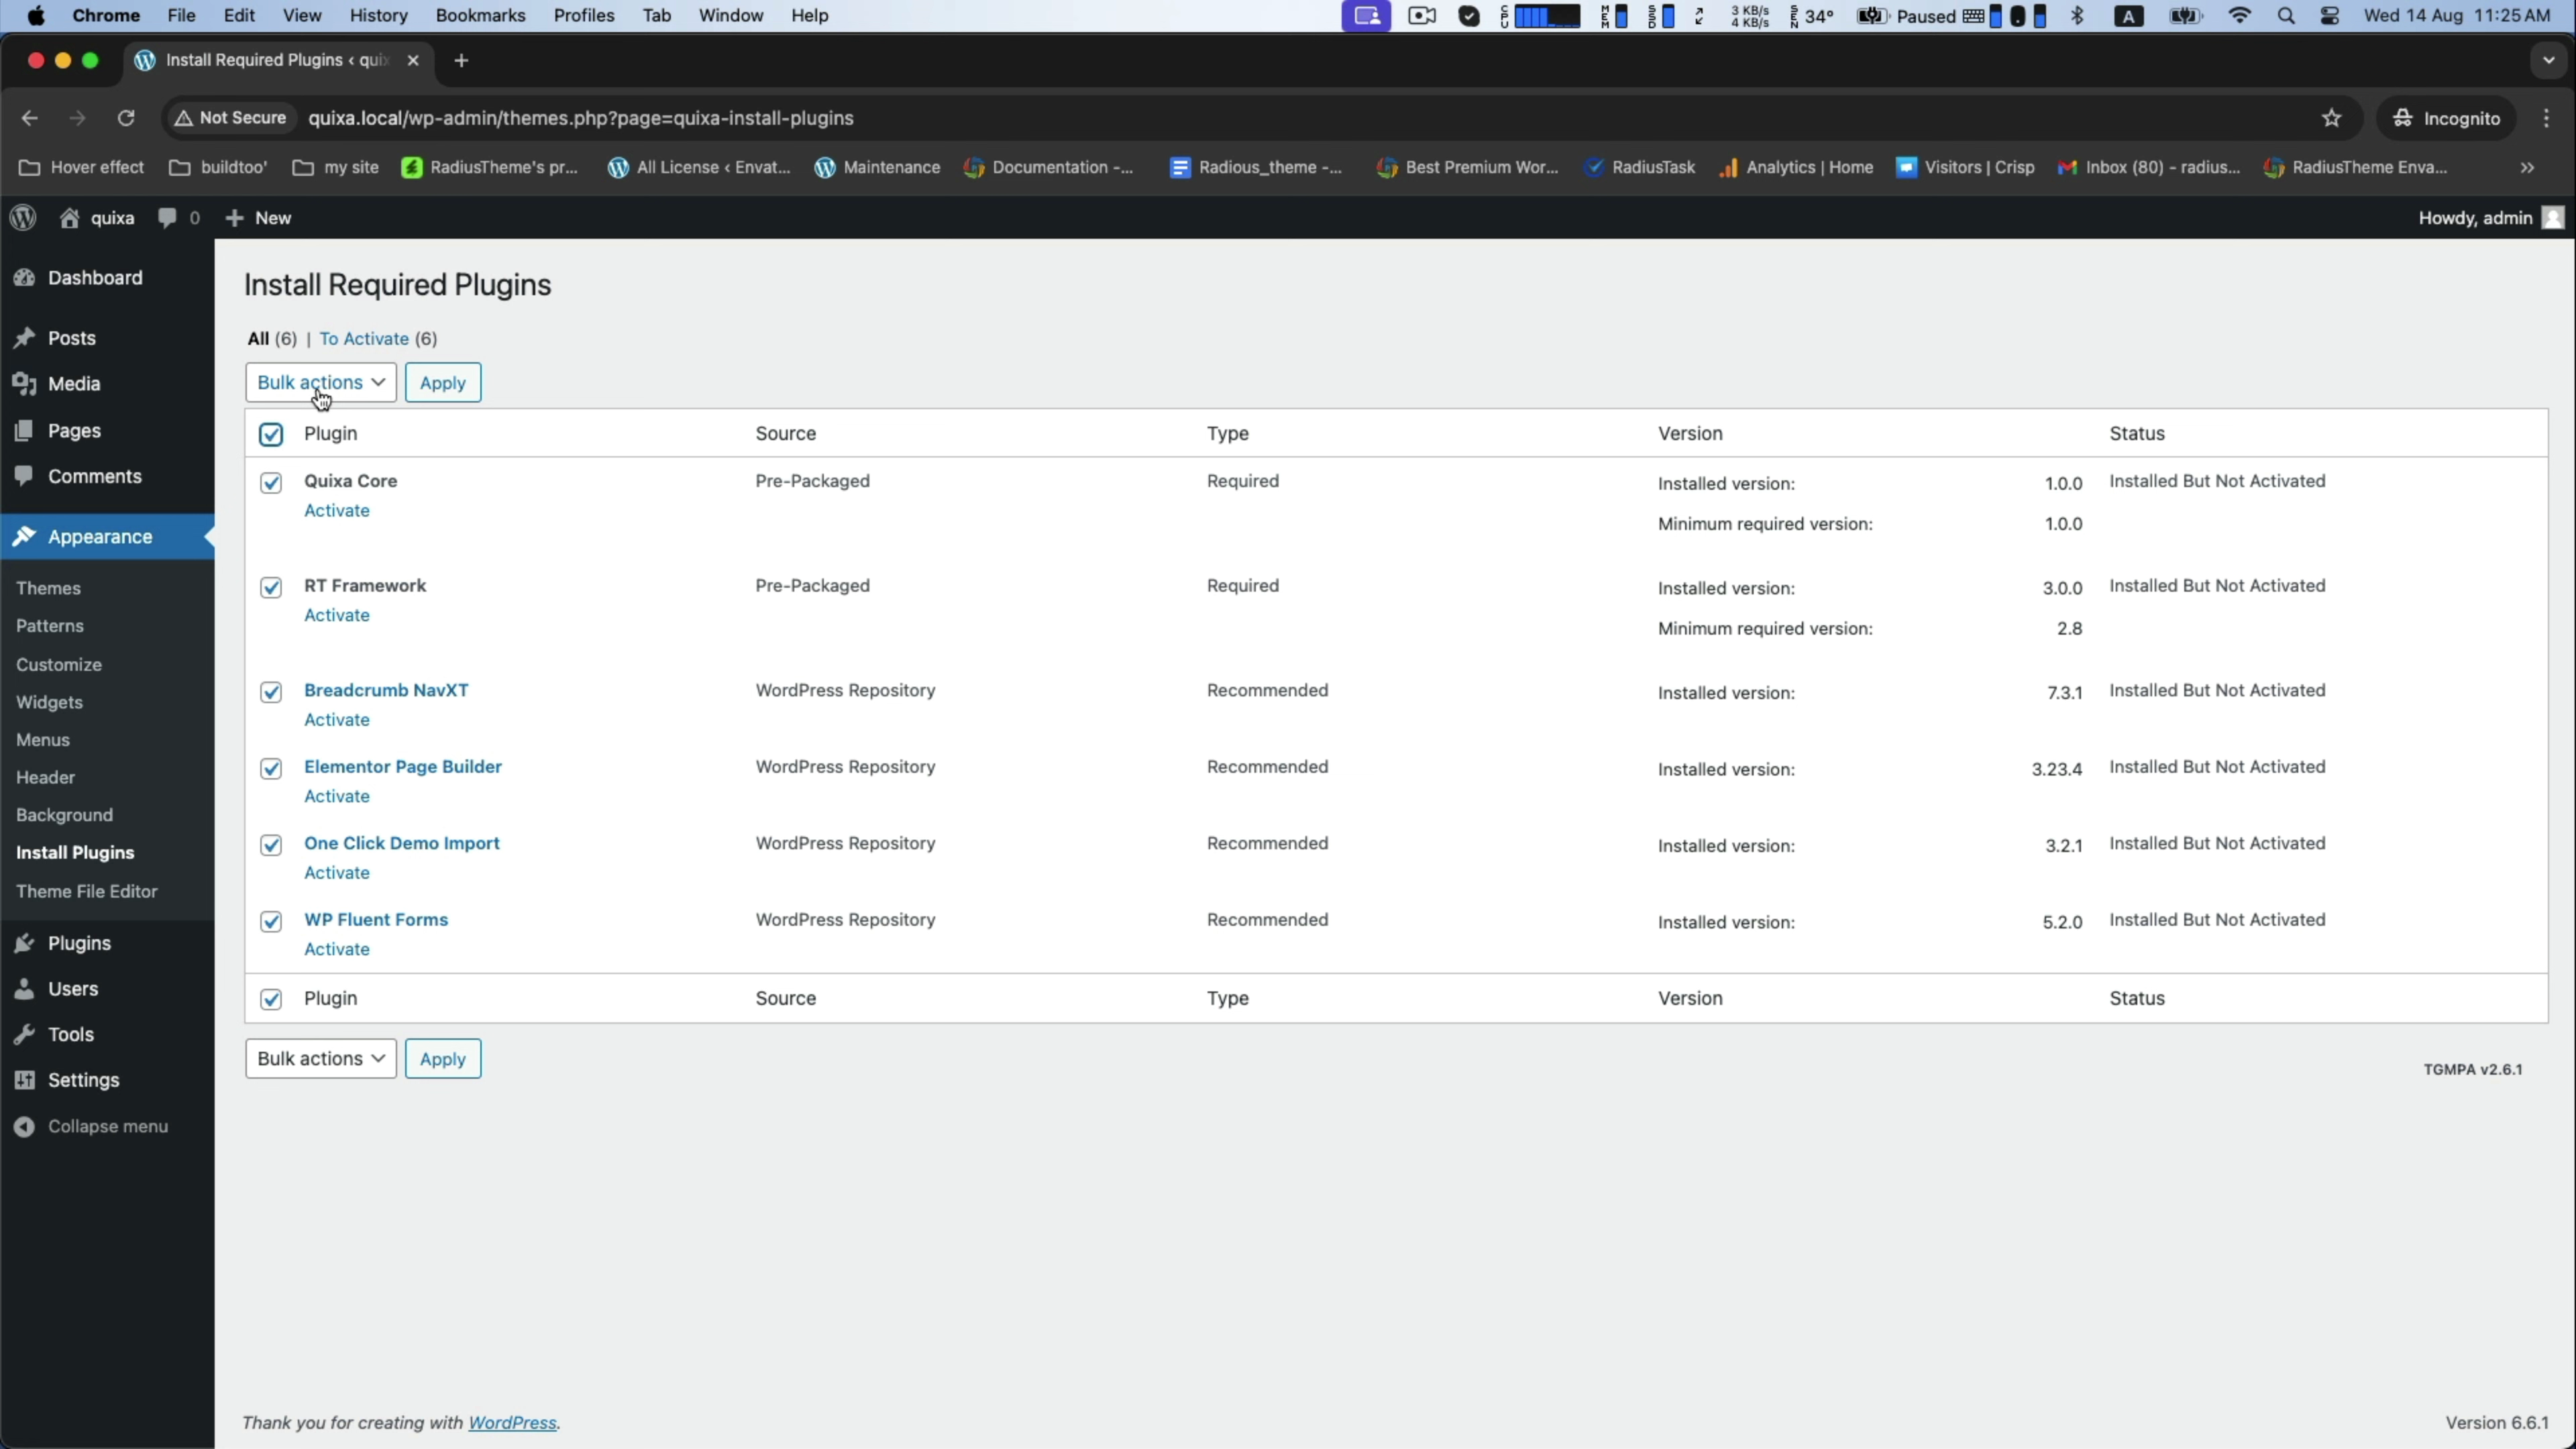 Chrome File Edit View History Bookmarks Profiles Tab Window Help
CPU MEM SSD 3 KB/s 4 KB/s SEN 34° Paused A Wed 14 Aug 11:25 AM
Install Required Plugins ‹ quix
Not Secure quixa.local/wp-admin/themes.php?page=quixa-install-plugins Incognito
Hover effect buildtoo' my site RadiusTheme's pr... All License ‹ Envat... Maintenance Documentation -... Radious_theme -... Best Premium Wor... RadiusTask Analytics | Home Visitors | Crisp Inbox (80) - radius... RadiusTheme Enva... »
quixa 0 New Howdy, admin
Dashboard
Posts
Media
Pages
Comments
Appearance
Themes
Patterns
Customize
Widgets
Menus
Header
Background
Install Plugins
Theme File Editor
Plugins
Users
Tools
Settings
Collapse menu
Install Required Plugins
All (6) | To Activate (6)
Bulk actions Apply
Plugin Source Type Version Status
Quixa Core Pre-Packaged Required Installed version: 1.0.0 Installed But Not Activated
Activate
Minimum required version: 1.0.0
RT Framework Pre-Packaged Required Installed version: 3.0.0 Installed But Not Activated
Activate
Minimum required version: 2.8
Breadcrumb NavXT WordPress Repository Recommended Installed version: 7.3.1 Installed But Not Activated
Activate
Elementor Page Builder WordPress Repository Recommended Installed version: 3.23.4 Installed But Not Activated
Activate
One Click Demo Import WordPress Repository Recommended Installed version: 3.2.1 Installed But Not Activated
Activate
WP Fluent Forms WordPress Repository Recommended Installed version: 5.2.0 Installed But Not Activated
Activate
Plugin Source Type Version Status
Bulk actions Apply
TGMPA v2.6.1
Thank you for creating with WordPress. Version 6.6.1